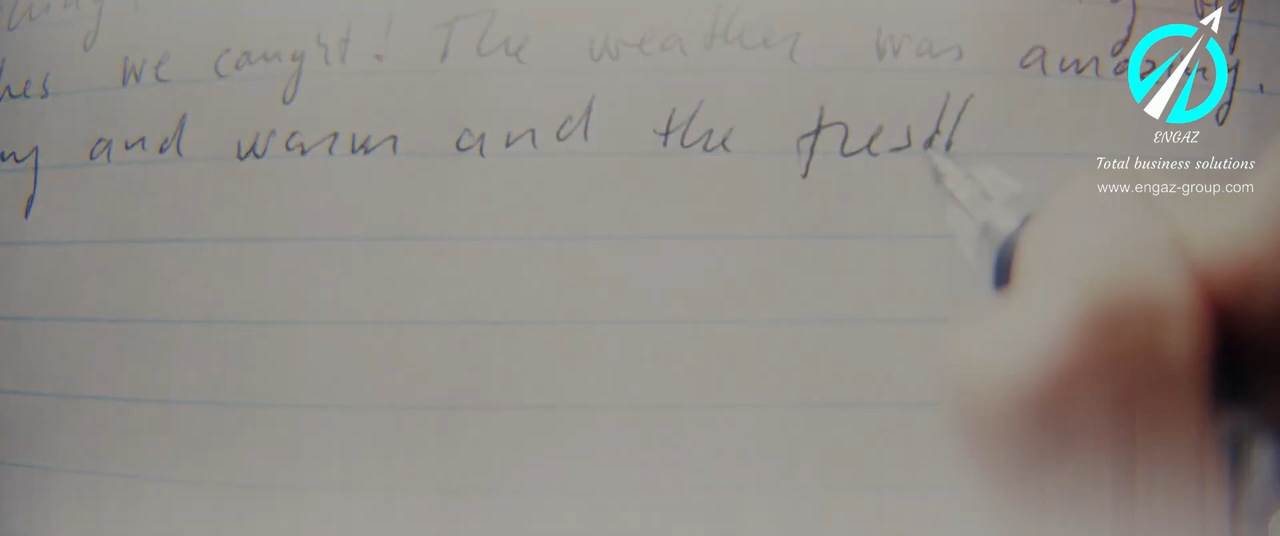 hes we caught! The weather was amazing.
ny and warm and the fresh
ENGAZ
Total business solutions
www.engaz-group.com